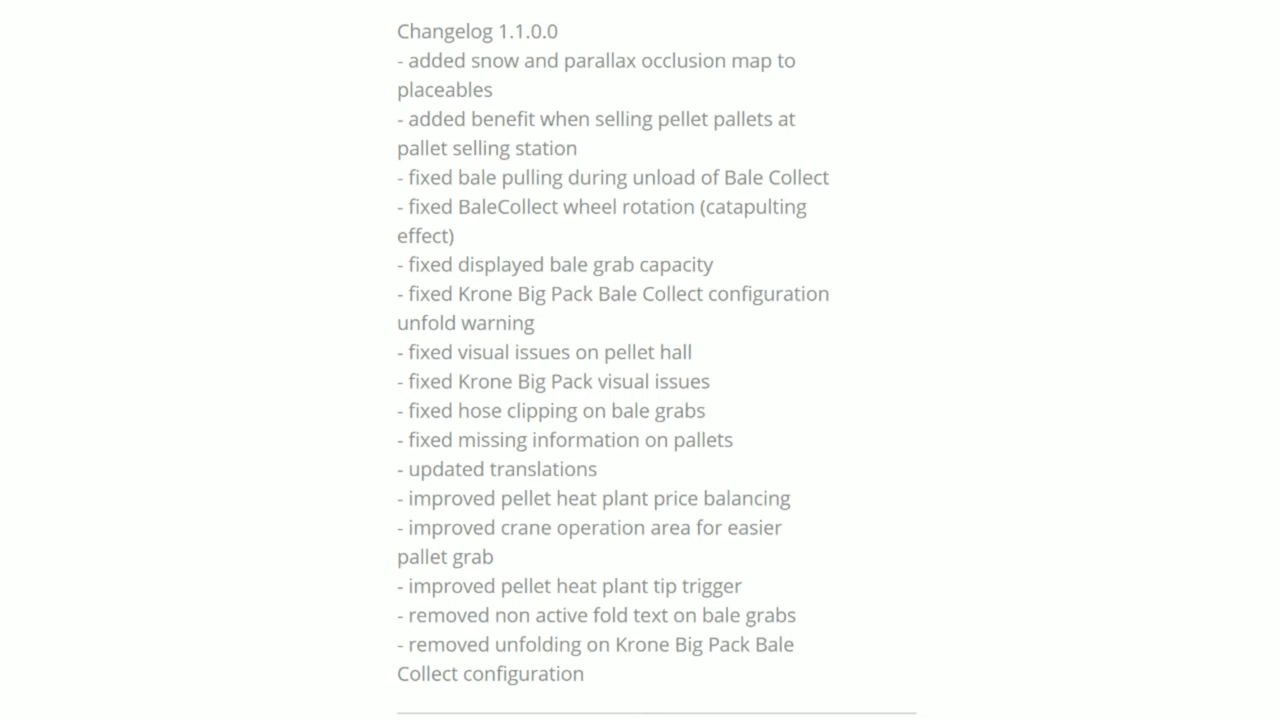 Changelog 1.1.0.0
- added snow and parallax occlusion map to
placeables
- added benefit when selling pellet pallets at
pallet selling station
- fixed bale pulling during unload of Bale Collect
- fixed BaleCollect wheel rotation (catapulting
effect)
- fixed displayed bale grab capacity
- fixed Krone Big Pack Bale Collect configuration
unfold warning
- fixed visual issues on pellet hall
- fixed Krone Big Pack visual issues
- fixed hose clipping on bale grabs
- fixed missing information on pallets
- updated translations
- improved pellet heat plant price balancing
- improved crane operation area for easier
pallet grab
- improved pellet heat plant tip trigger
- removed non active fold text on bale grabs
- removed unfolding on Krone Big Pack Bale
Collect configuration